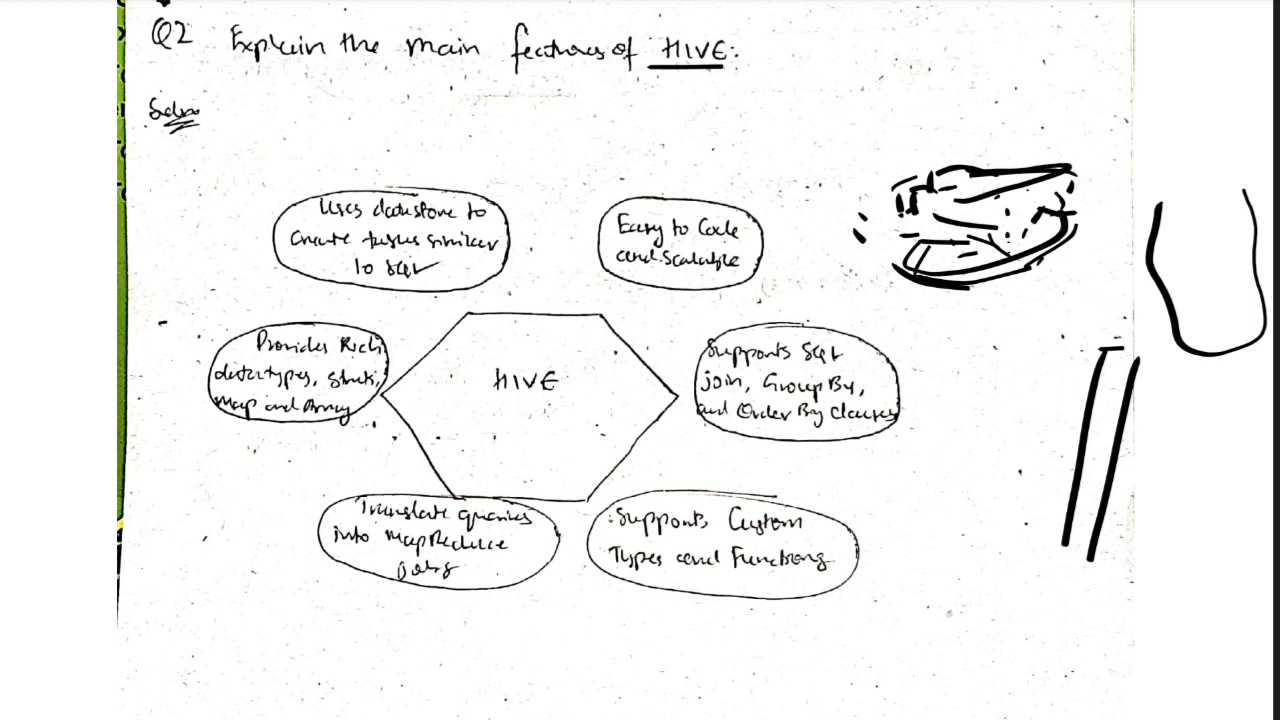 Q2 Explain the main features of HIVE:
Soln
Uses datastore to
Create tables similar
to SQL
Easy to Code
and Scalable
Provides Rich
datatypes, structs,
Map and Array
HIVE
Supports SQL
join, Group By,
and Order By Clauses
Translate queries
into MapReduce
jobs
Supports Custom
Types and Functions